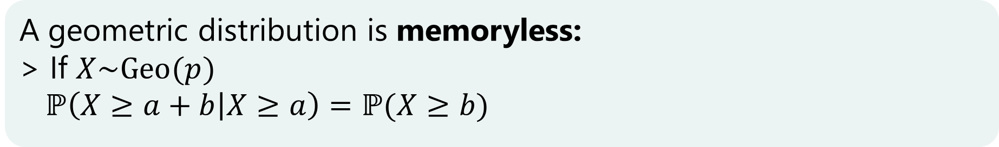 A geometric distribution is memoryless:
> If 𝑋~Geo(𝑝)
ℙ(𝑋 ≥ 𝑎 + 𝑏|𝑋 ≥ 𝑎) = ℙ(𝑋 ≥ 𝑏)